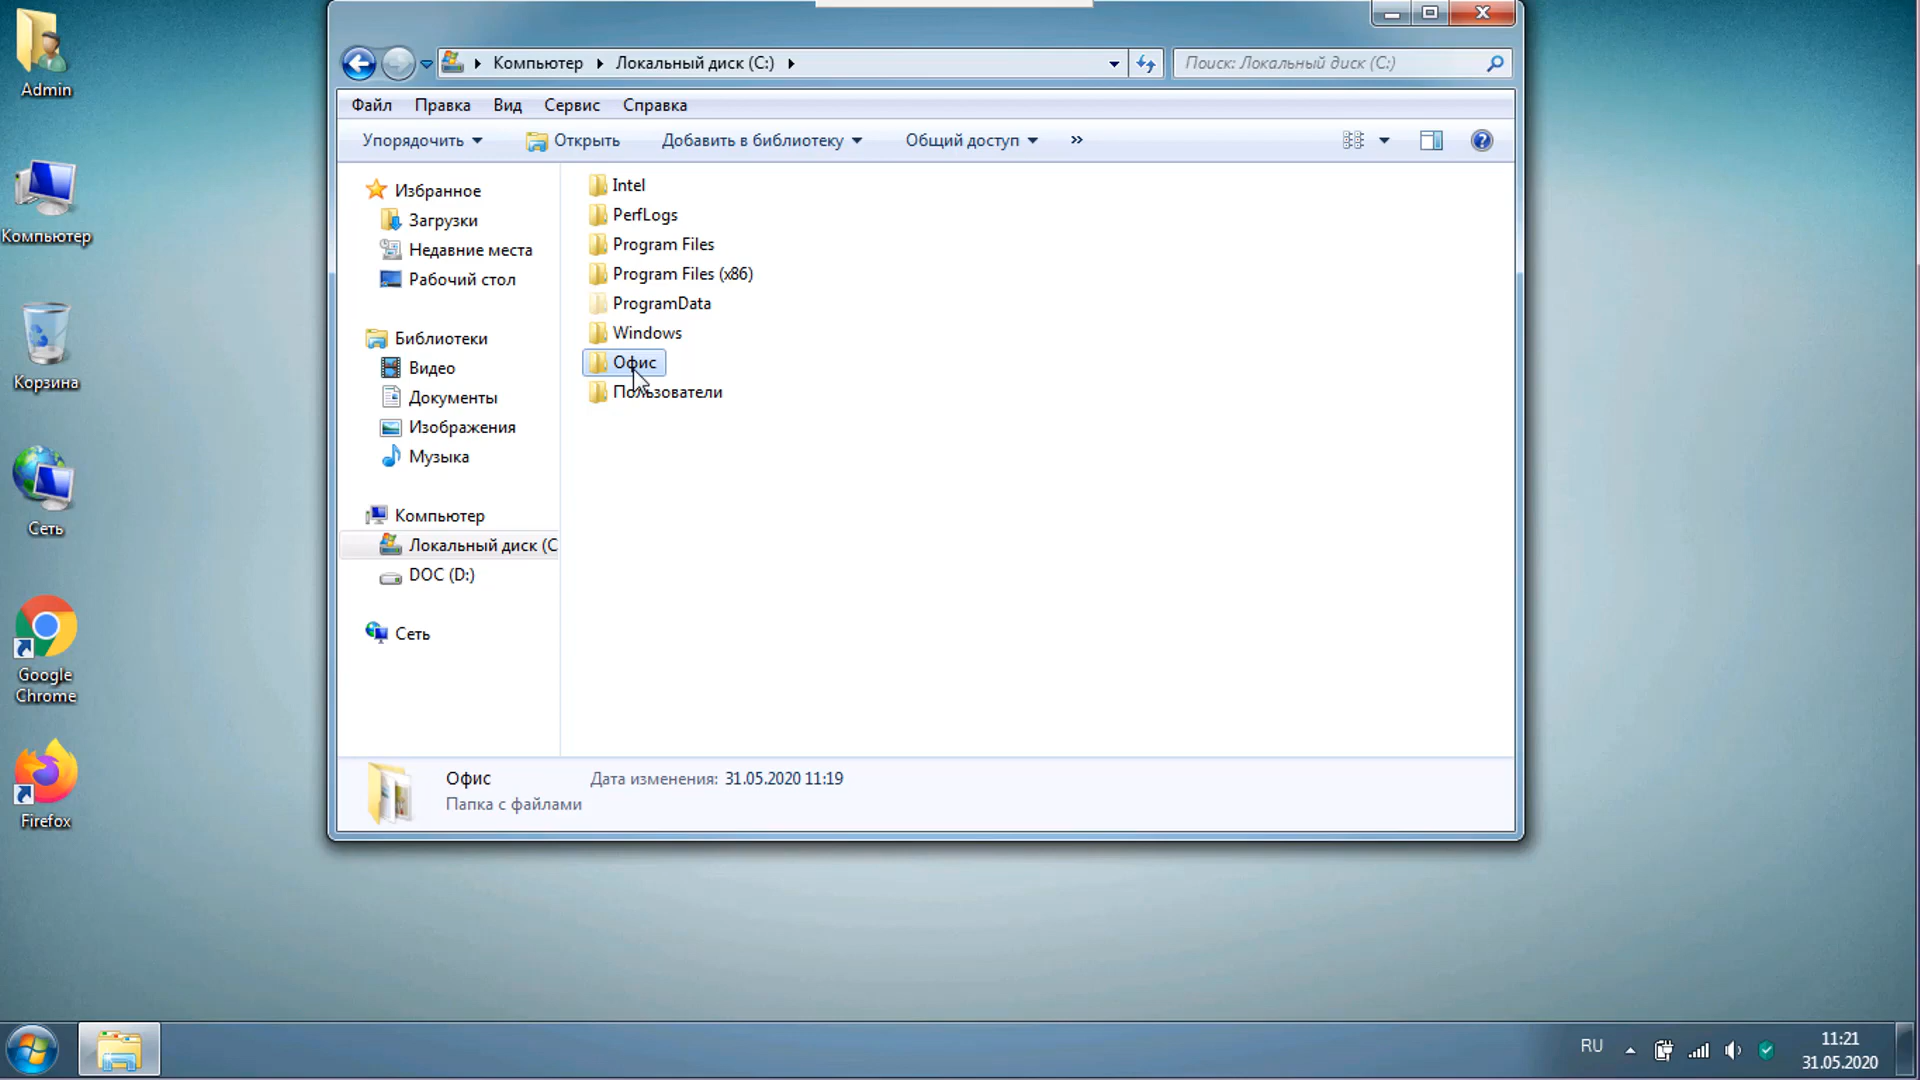 Admin
Компьютер
Корзина
Сеть
Google
Chrome
Firefox
Компьютер
Локальный диск (C:)
Поиск: Локальный диск (C:)
Файл Правка Вид Сервис Справка
Упорядочить Открыть Добавить в библиотеку Общий доступ »
Избранное
Загрузки
Недавние места
Рабочий стол
Библиотеки
Видео
Документы
Изображения
Музыка
Компьютер
Локальный диск (C
DOC (D:)
Сеть
Intel
PerfLogs
Program Files
Program Files (x86)
ProgramData
Windows
Офис
Пользователи
Офис Дата изменения: 31.05.2020 11:19
Папка с файлами
RU
11:21
31.05.2020